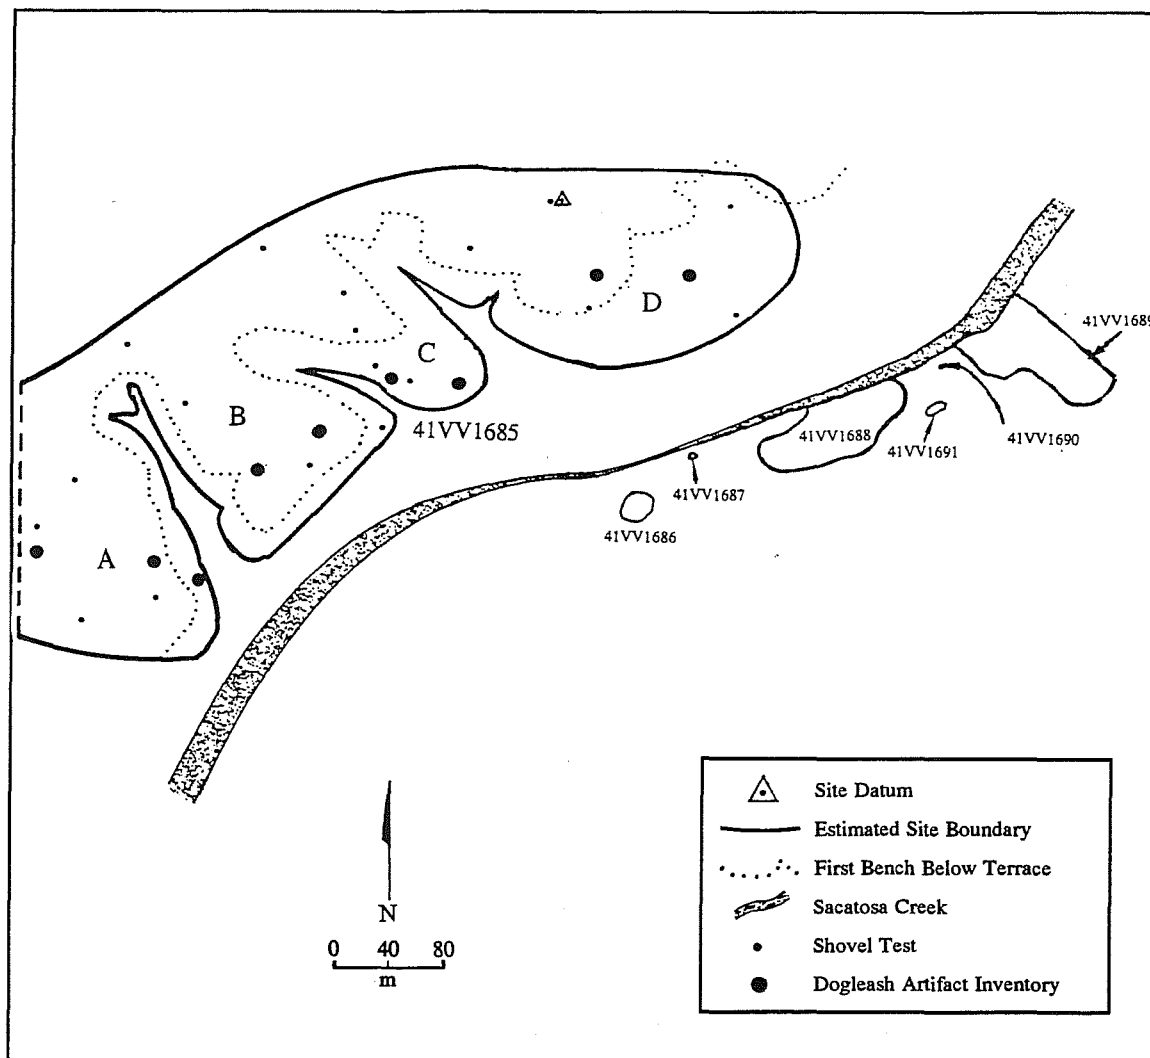 D
41VV1689
C
B
41VV1685
41VV1688
41VV1691
41VV1690
41VV1687
41VV1686
A
Site Datum
Estimated Site Boundary
First Bench Below Terrace
Sacatosa Creek
Shovel Test
Dogleash Artifact Inventory
N
0 40 80
m